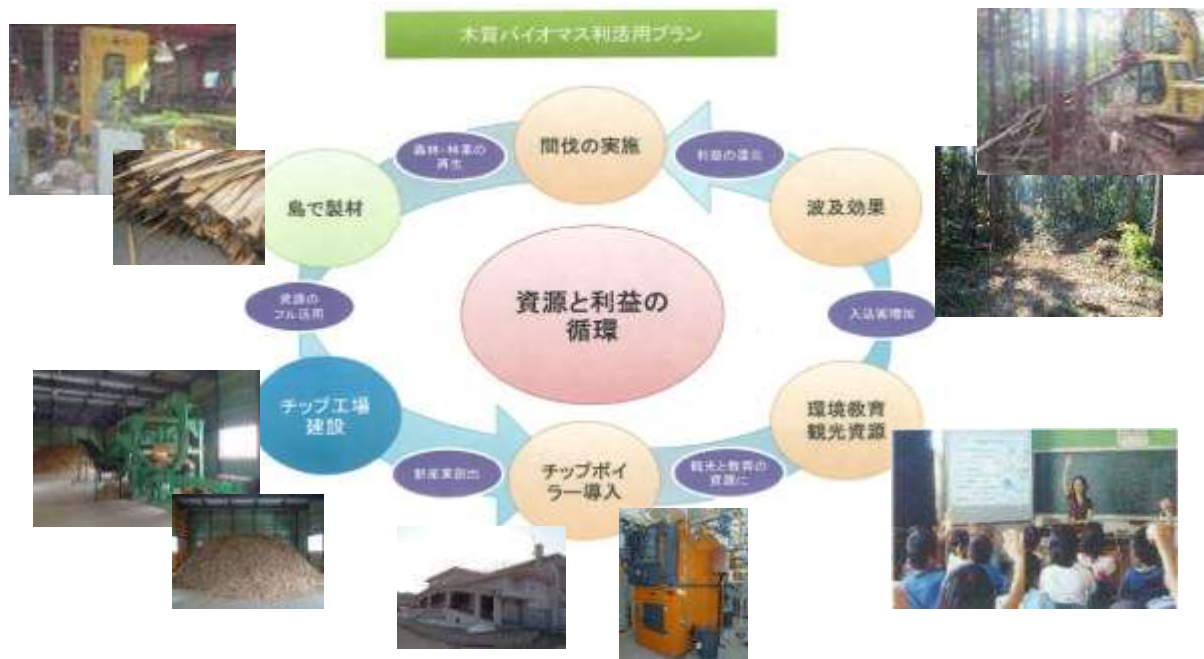 木質バイオマス利活用プラン
間伐の実施
森林・林業の
再生
利益の還元
島で製材
波及効果
資源と利益の
循環
資源の
フル活用
入込客増加
チップ工場
建設
環境教育
観光資源
新産業創出
チップボイ
ラー導入
観光と教育の
資源に